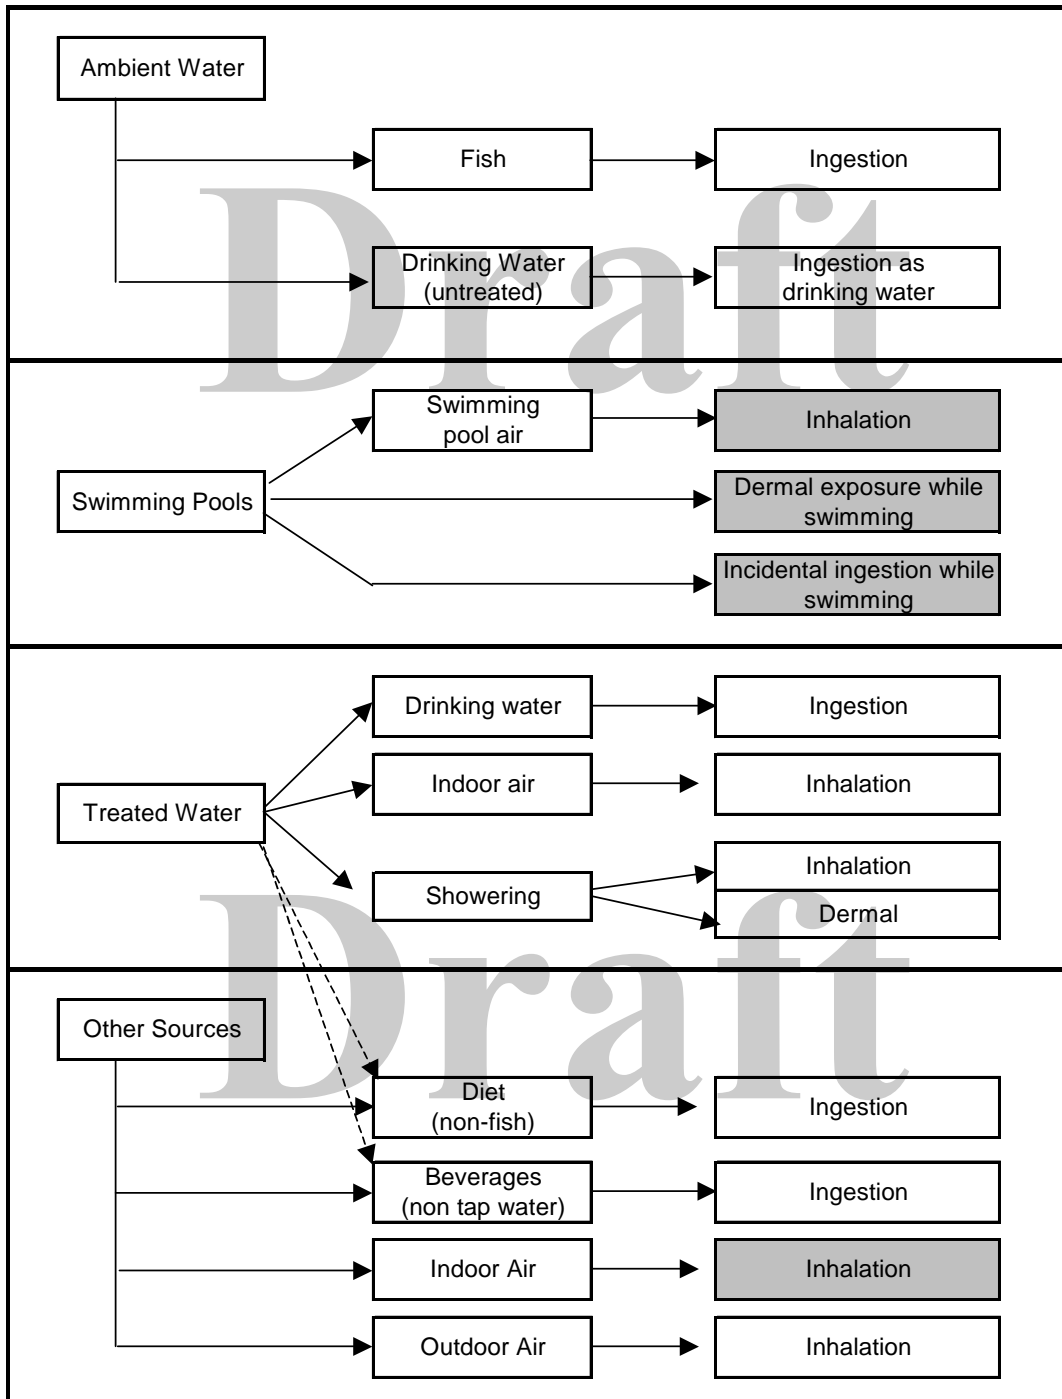 Ambient Water
Fish
Ingestion
Drinking Water
(untreated)
Ingestion as
drinking water
Draft
Swimming Pools
Swimming
pool air
Inhalation
Dermal exposure while
swimming
Incidental ingestion while
swimming
Treated Water
Drinking water
Ingestion
Indoor air
Inhalation
Showering
Inhalation
Dermal
Draft
Other Sources
Diet
(non-fish)
Ingestion
Beverages
(non tap water)
Ingestion
Indoor Air
Inhalation
Outdoor Air
Inhalation